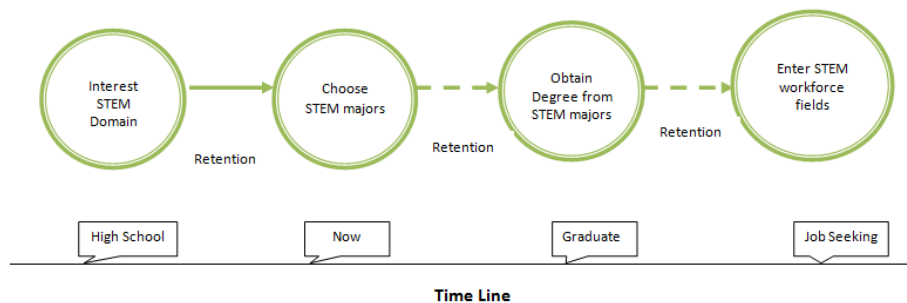 Interest
STEM
Domain
Choose
STEM majors
Obtain
Degree from
STEM majors
Enter STEM
workforce
fields
Retention
Retention
Retention
High School
Now
Graduate
Job Seeking
Time Line